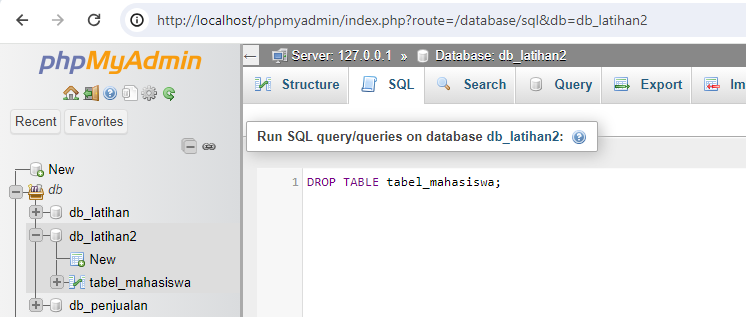 http://localhost/phpmyadmin/index.php?route=/database/sql&db=db_latihan2
phpMyAdmin
Recent Favorites
New
db
db_latihan
db_latihan2
New
tabel_mahasiswa
db_penjualan
Server: 127.0.0.1 » Database: db_latihan2
Structure SQL Search Query Export Im
Run SQL query/queries on database db_latihan2:
1 DROP TABLE tabel_mahasiswa;